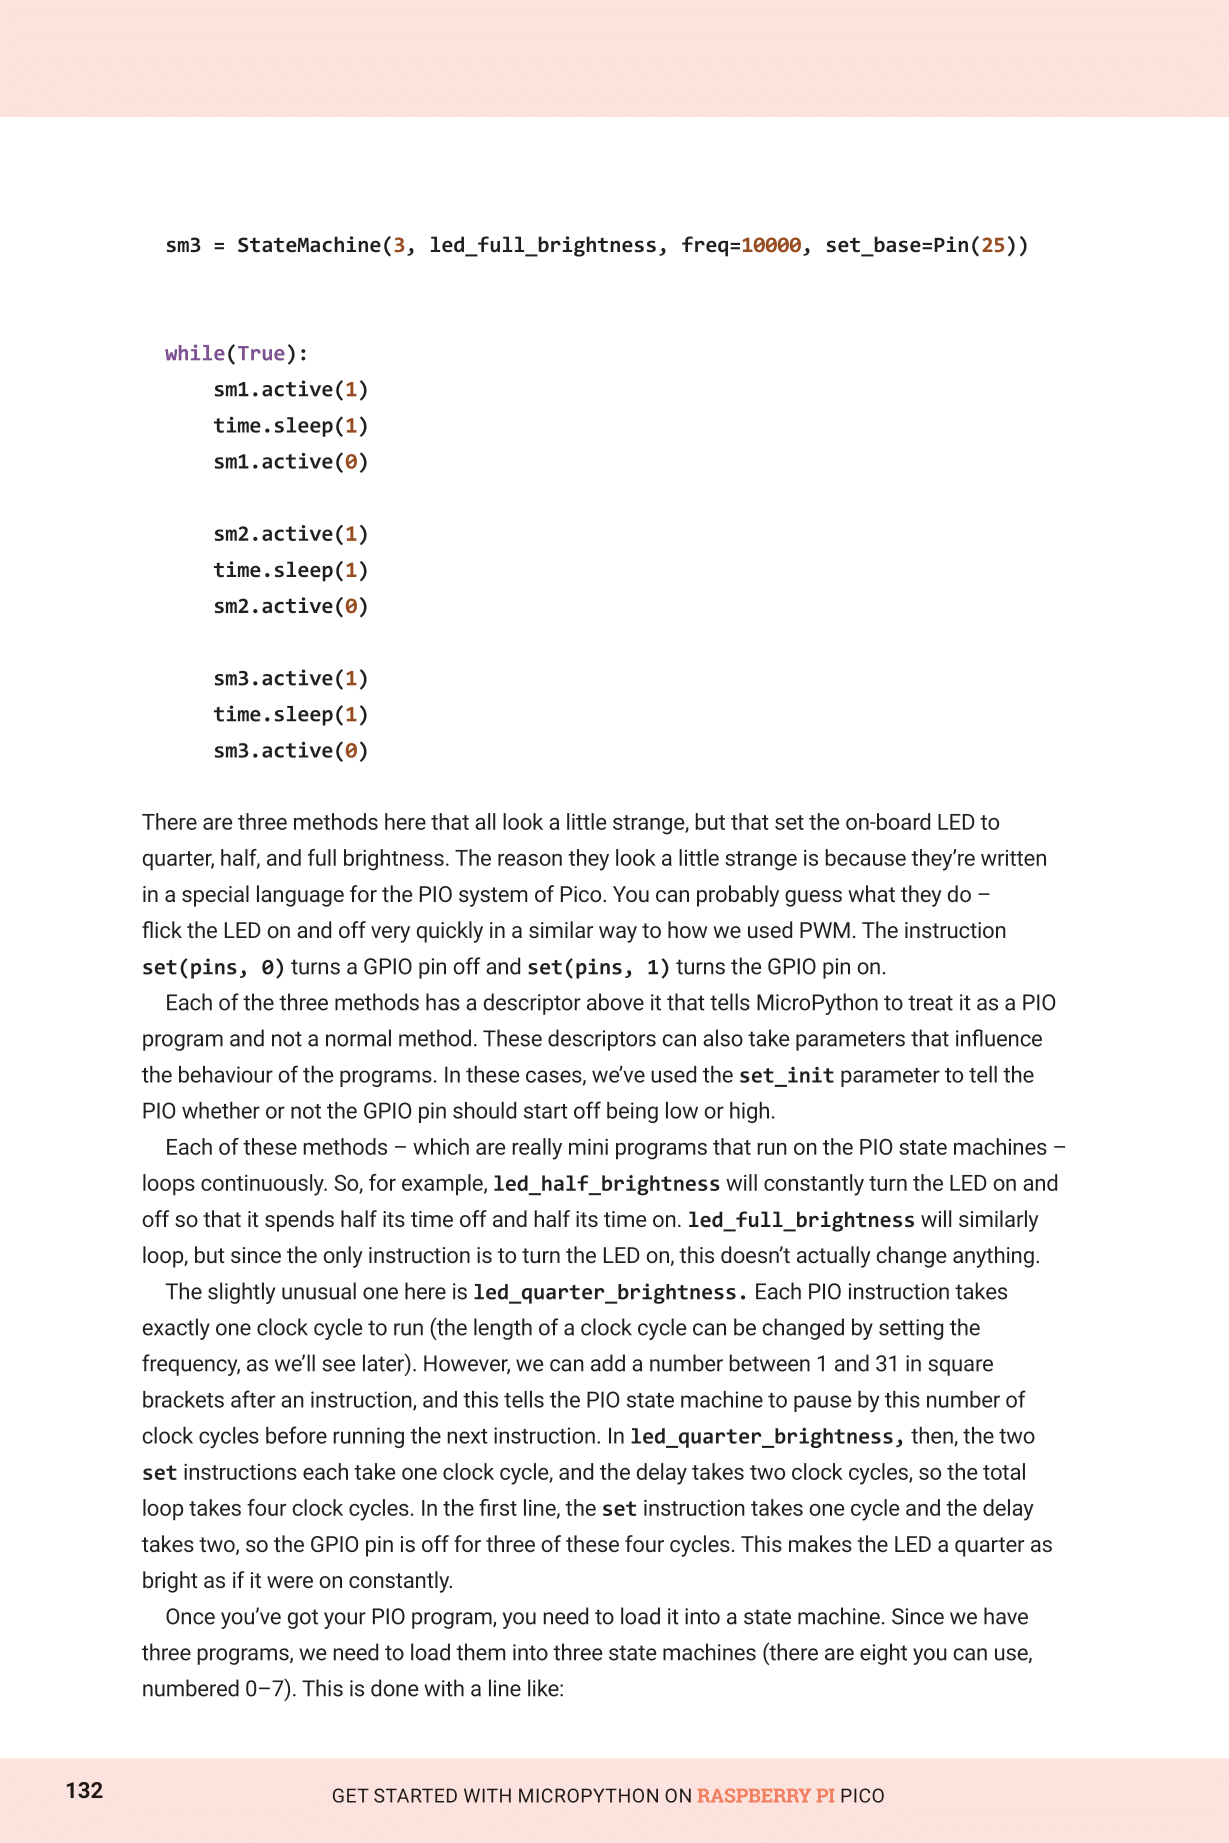 sm3 = StateMachine(3, led_full_brightness, freq=10000, set_base=Pin(25))
while(True):
    sm1.active(1)
    time.sleep(1)
    sm1.active(0)
    sm2.active(1)
    time.sleep(1)
    sm2.active(0)
    sm3.active(1)
    time.sleep(1)
    sm3.active(0)
There are three methods here that all look a little strange, but that set the on-board LED to
quarter, half, and full brightness. The reason they look a little strange is because they’re written
in a special language for the PIO system of Pico. You can probably guess what they do –
flick the LED on and off very quickly in a similar way to how we used PWM. The instruction
set(pins, 0) turns a GPIO pin off and set(pins, 1) turns the GPIO pin on.
Each of the three methods has a descriptor above it that tells MicroPython to treat it as a PIO
program and not a normal method. These descriptors can also take parameters that influence
the behaviour of the programs. In these cases, we’ve used the set_init parameter to tell the
PIO whether or not the GPIO pin should start off being low or high.
Each of these methods – which are really mini programs that run on the PIO state machines –
loops continuously. So, for example, led_half_brightness will constantly turn the LED on and
off so that it spends half its time off and half its time on. led_full_brightness will similarly
loop, but since the only instruction is to turn the LED on, this doesn’t actually change anything.
The slightly unusual one here is led_quarter_brightness. Each PIO instruction takes
exactly one clock cycle to run (the length of a clock cycle can be changed by setting the
frequency, as we’ll see later). However, we can add a number between 1 and 31 in square
brackets after an instruction, and this tells the PIO state machine to pause by this number of
clock cycles before running the next instruction. In led_quarter_brightness, then, the two
set instructions each take one clock cycle, and the delay takes two clock cycles, so the total
loop takes four clock cycles. In the first line, the set instruction takes one cycle and the delay
takes two, so the GPIO pin is off for three of these four cycles. This makes the LED a quarter as
bright as if it were on constantly.
Once you’ve got your PIO program, you need to load it into a state machine. Since we have
three programs, we need to load them into three state machines (there are eight you can use,
numbered 0–7). This is done with a line like:
132
GET STARTED WITH MICROPYTHON ON RASPBERRY PI PICO